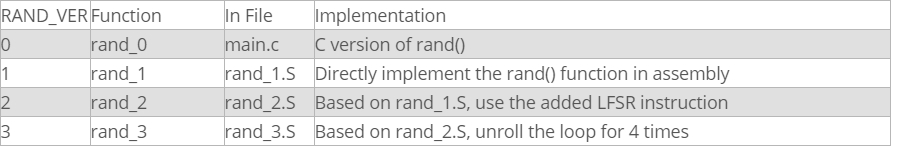 RAND_VER Function In File Implementation
0 rand_0 main.c C version of rand()
1 rand_1 rand_1.S Directly implement the rand() function in assembly
2 rand_2 rand_2.S Based on rand_1.S, use the added LFSR instruction
3 rand_3 rand_3.S Based on rand_2.S, unroll the loop for 4 times